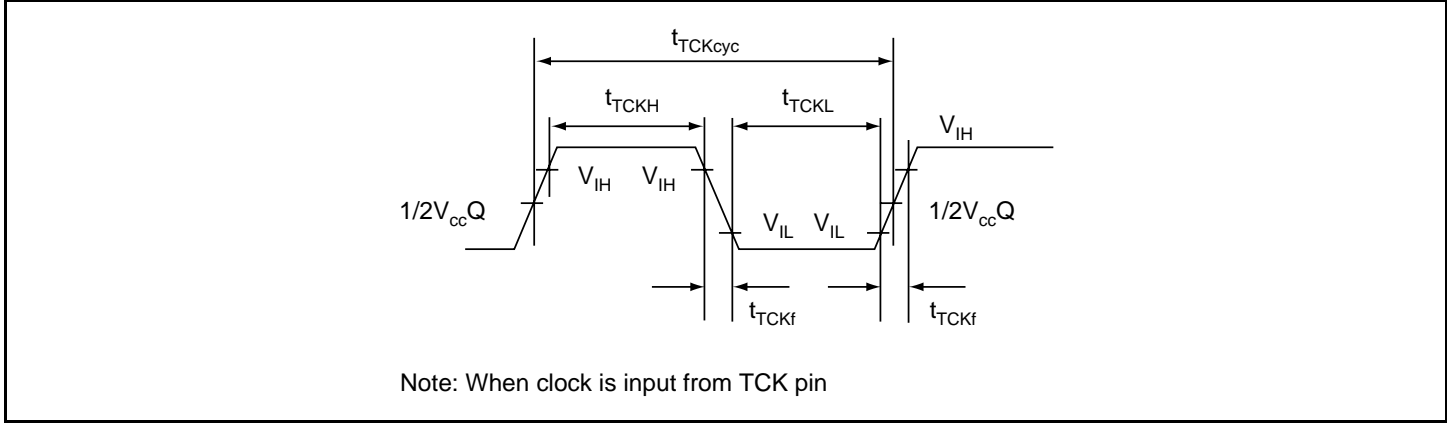 tTCKcyc
tTCKH tTCKL
VIH
VIH VIH
1/2VccQ VIL VIL 1/2VccQ
tTCKf tTCKf
Note: When clock is input from TCK pin